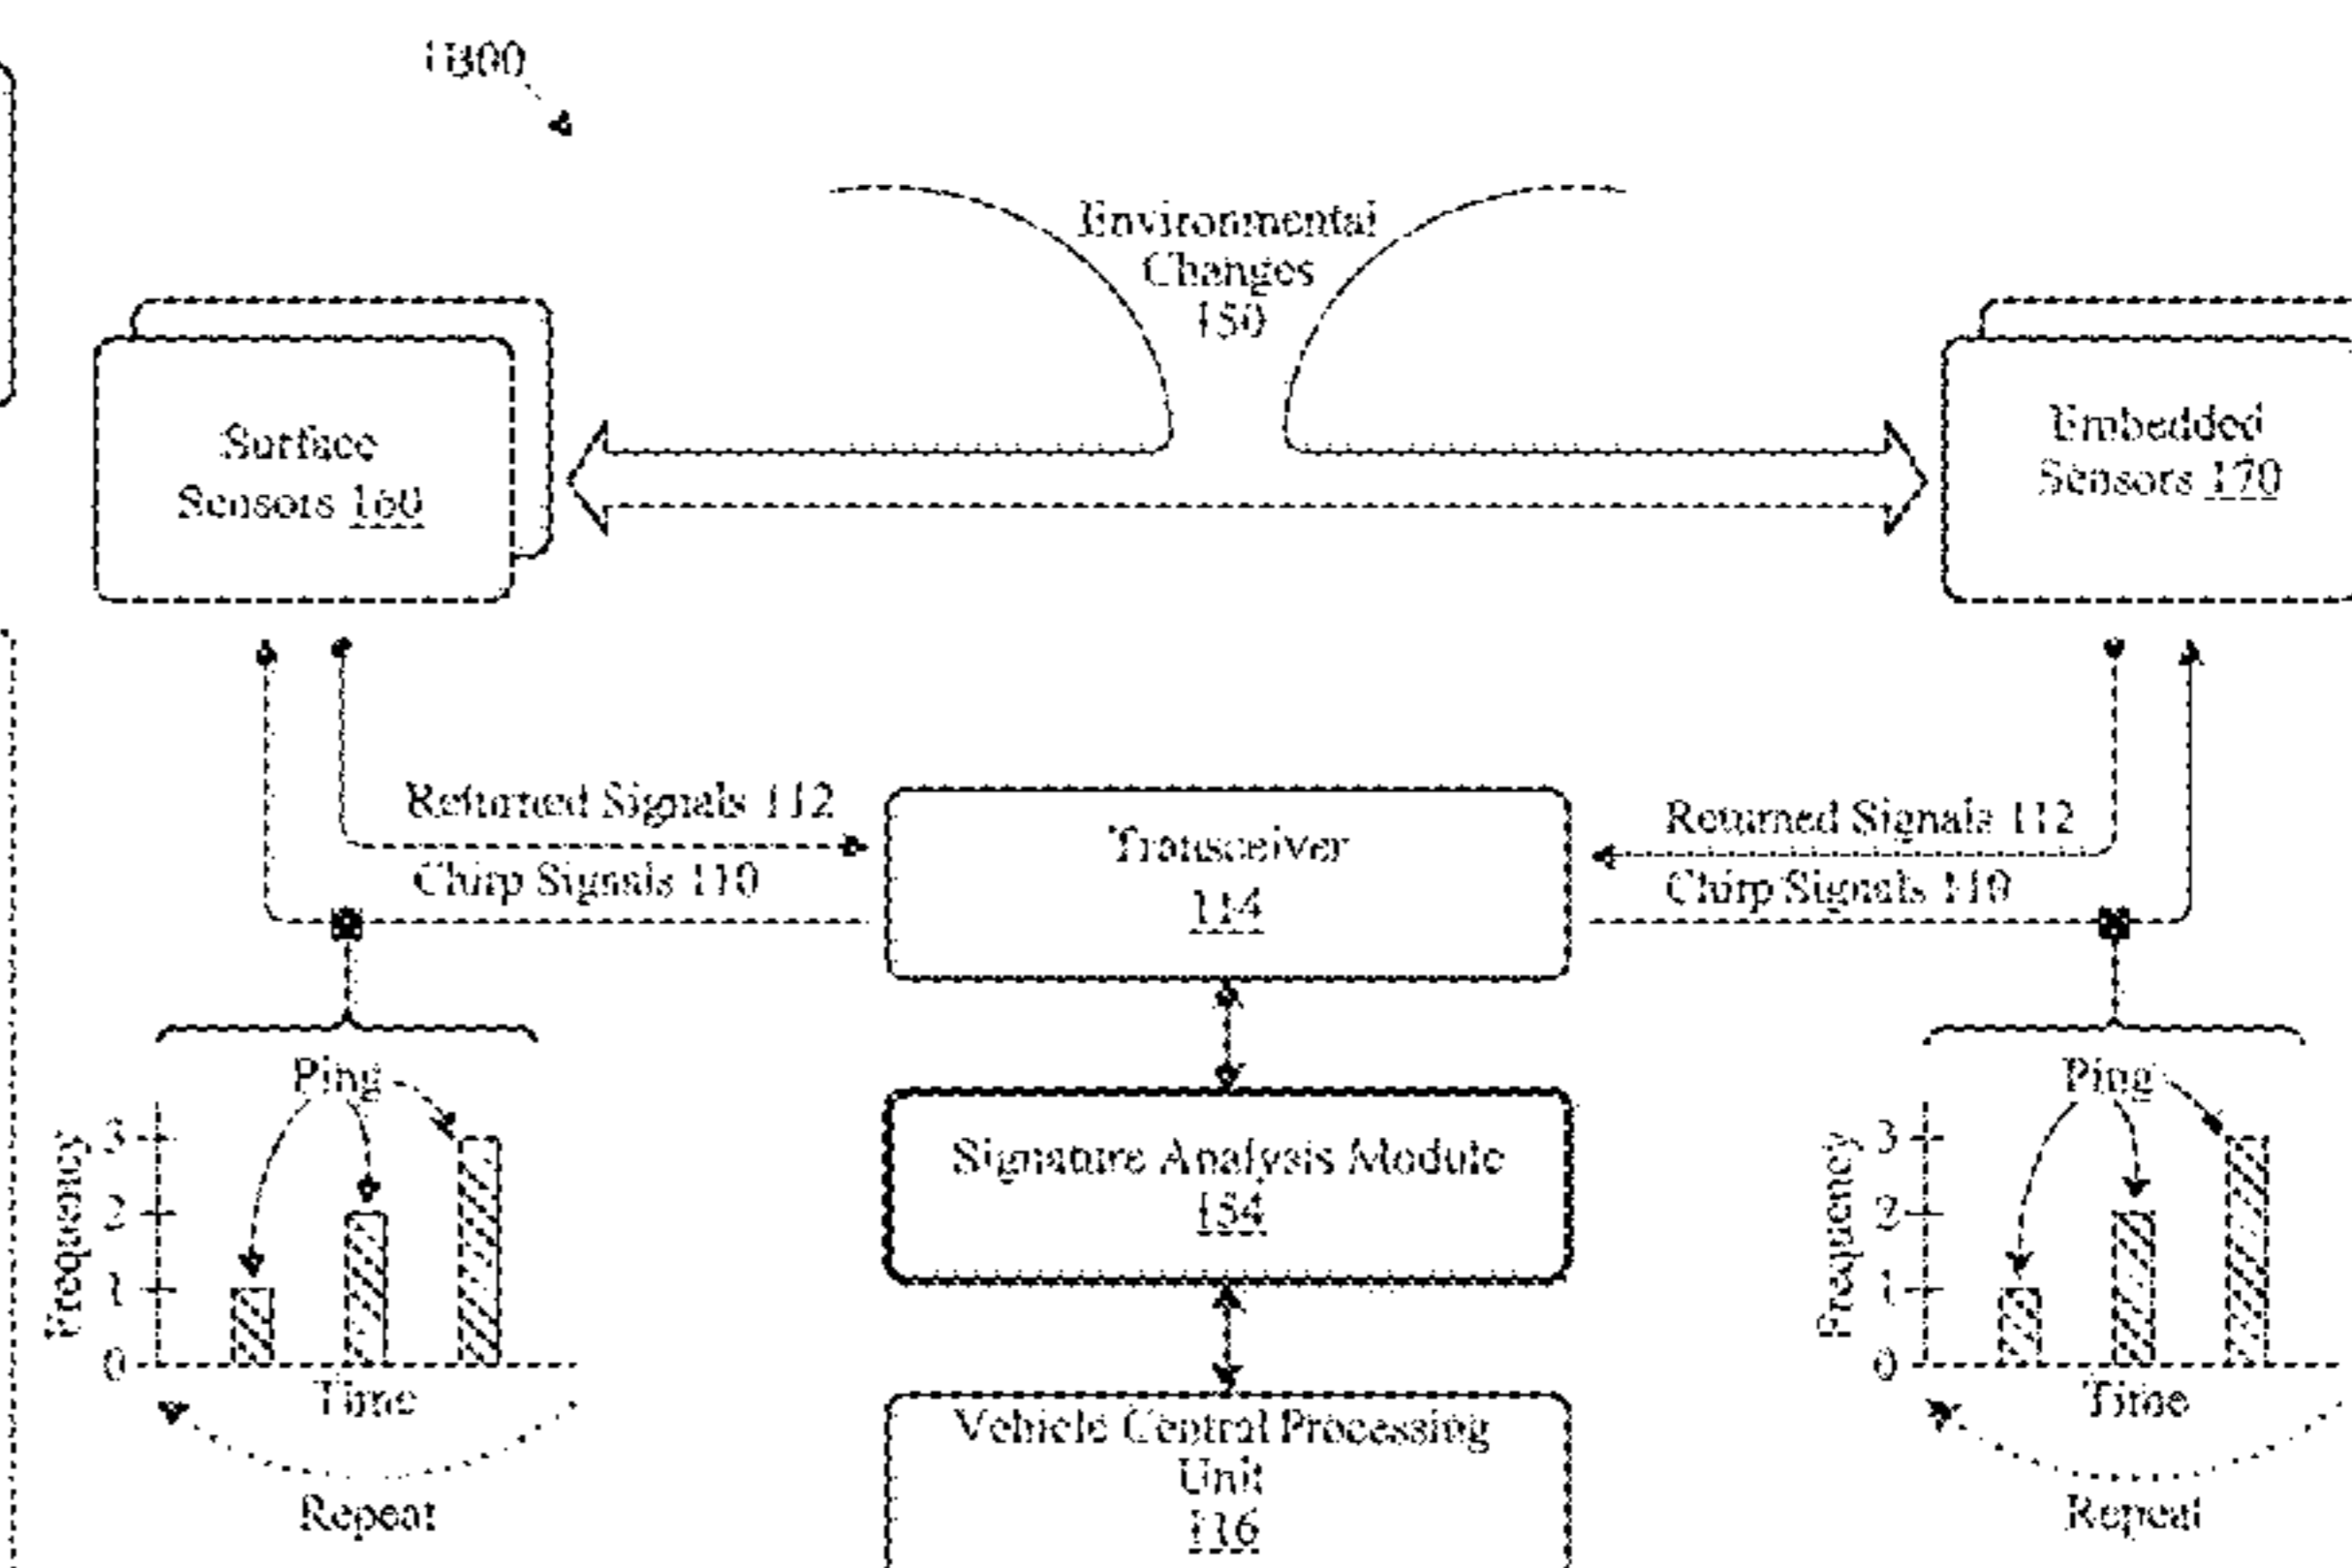 1B00
Environmental
Changes
150
Surface
Sensors 160
Embedded
Sensors 170
Returned Signals 112
Chirp Signals 110
Transceiver
114
Returned Signals 112
Chirp Signals 110
Ping
Frequency
3
2
1
0
Time
Repeat
Signature Analysis Module
154
Vehicle Central Processing
Unit
116
Ping
Frequency
3
2
1
0
Time
Repeat